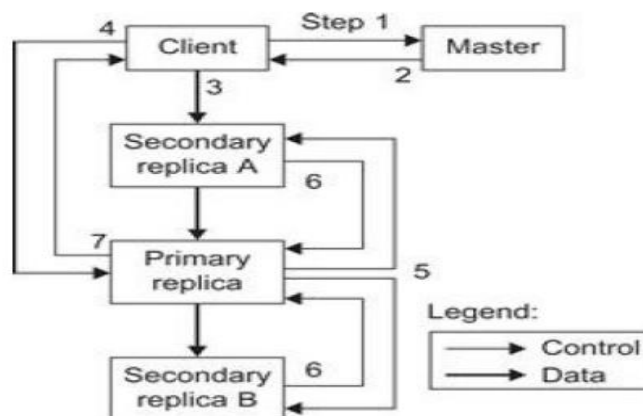 4
Step 1
Client
Master
2
3
Secondary
replica A
6
7
Primary
replica
5
Legend:
Control
Data
6
Secondary
replica B